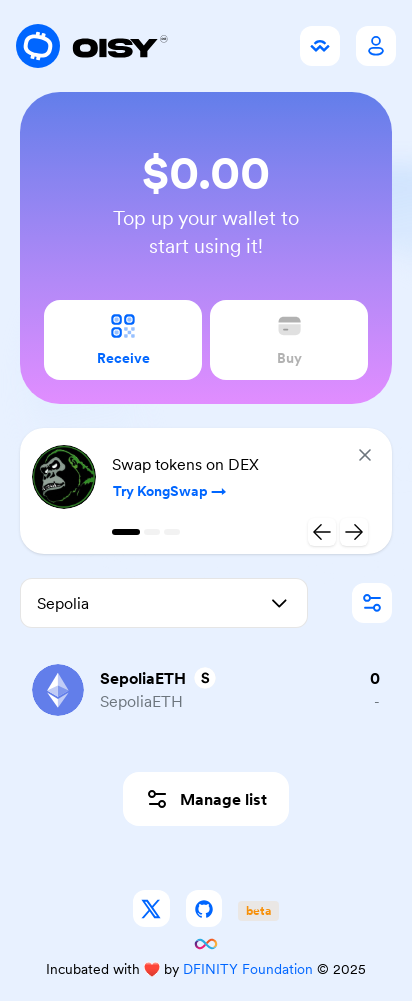 OISY
$0.00
Top up your wallet to
start using it!
Receive
Buy
Swap tokens on DEX
Try KongSwap →
Sepolia
SepoliaETH S 0
SepoliaETH -
Manage list
beta
Incubated with ❤️ by DFINITY Foundation © 2025